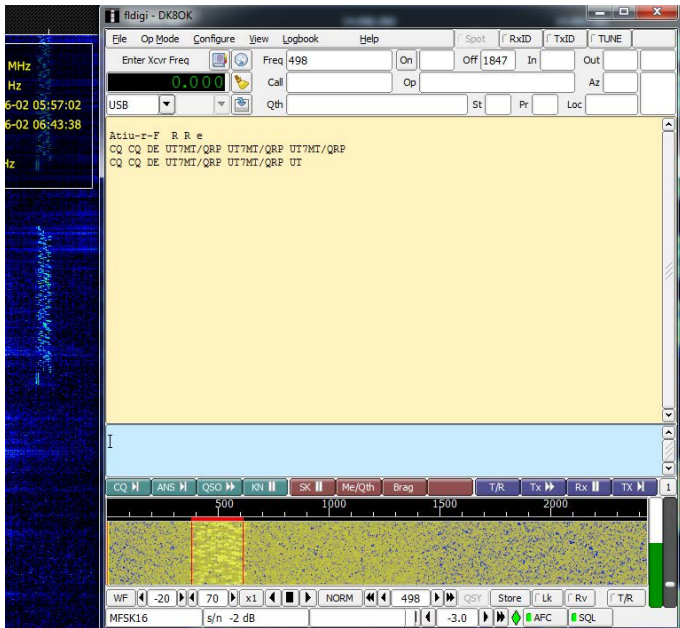 fldigi - DK8OK
File Op Mode Configure View Logbook Help Spot RxID TxID TUNE
MHz
Hz
6-02 05:57:02
6-02 06:43:38
Hz
Enter Xcvr Freq Freq 498 On Off 1847 In Out
0.000 Call Op Az
USB Qth St Pr Loc
Atiu-r-F R R e
CQ CQ DE UT7MT/QRP UT7MT/QRP UT7MT/QRP
CQ CQ DE UT7MT/QRP UT7MT/QRP UT
CQ ANS QSO KN SK Me/Qth Brag T/R Tx Rx TX 1
500 1000 1500 2000
WF -20 70 x1 NORM 498 QSY Store Lk Rv T/R
MFSK16 s/n -2 dB -3.0 AFC SQL